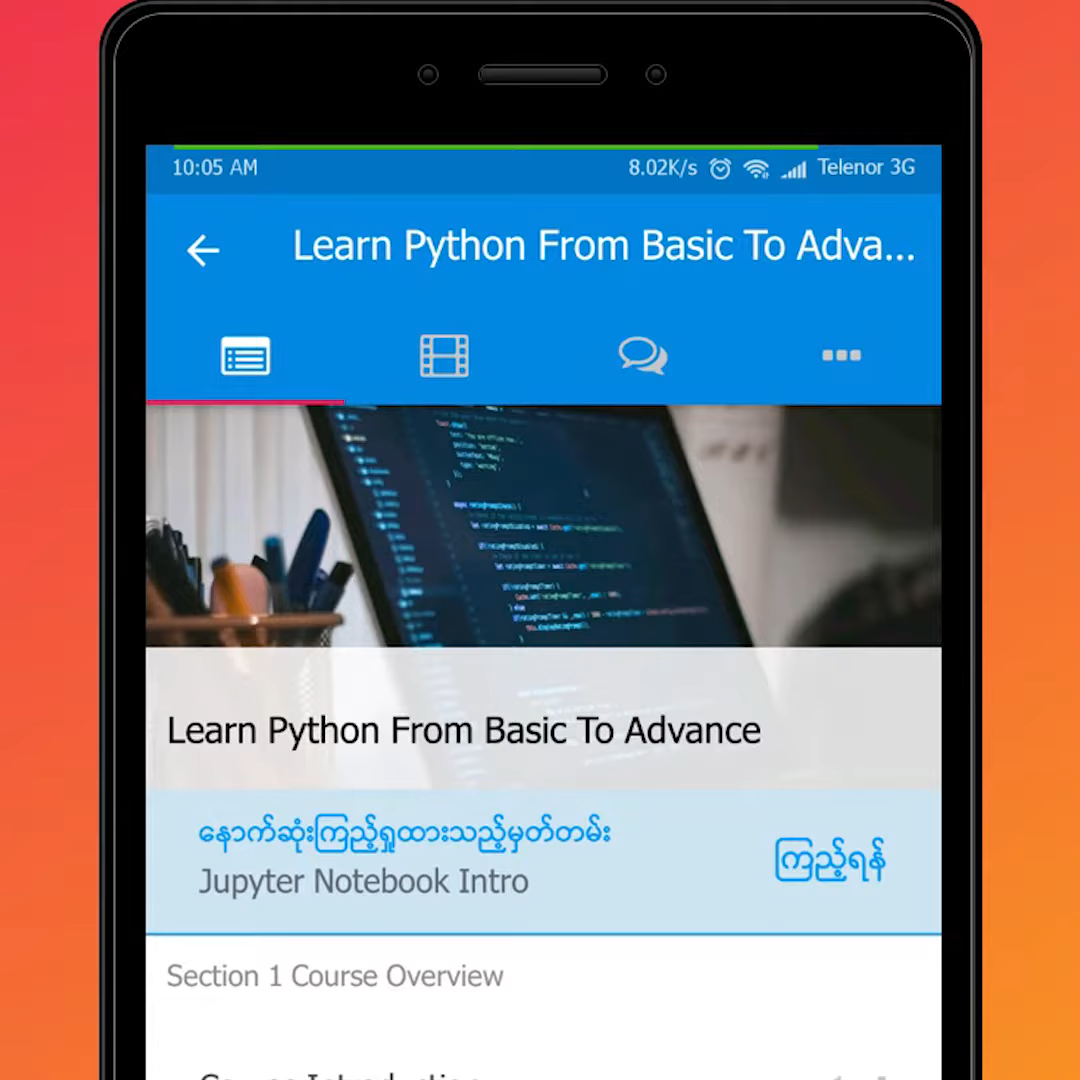 10:05 AM
8.02K/s
Telenor 3G
Learn Python From Basic To Adva...
Learn Python From Basic To Advance
နောက်ဆုံးကြည့်ရှုထားသည့်မှတ်တမ်း
Jupyter Notebook Intro
ကြည့်ရန်
Section 1 Course Overview